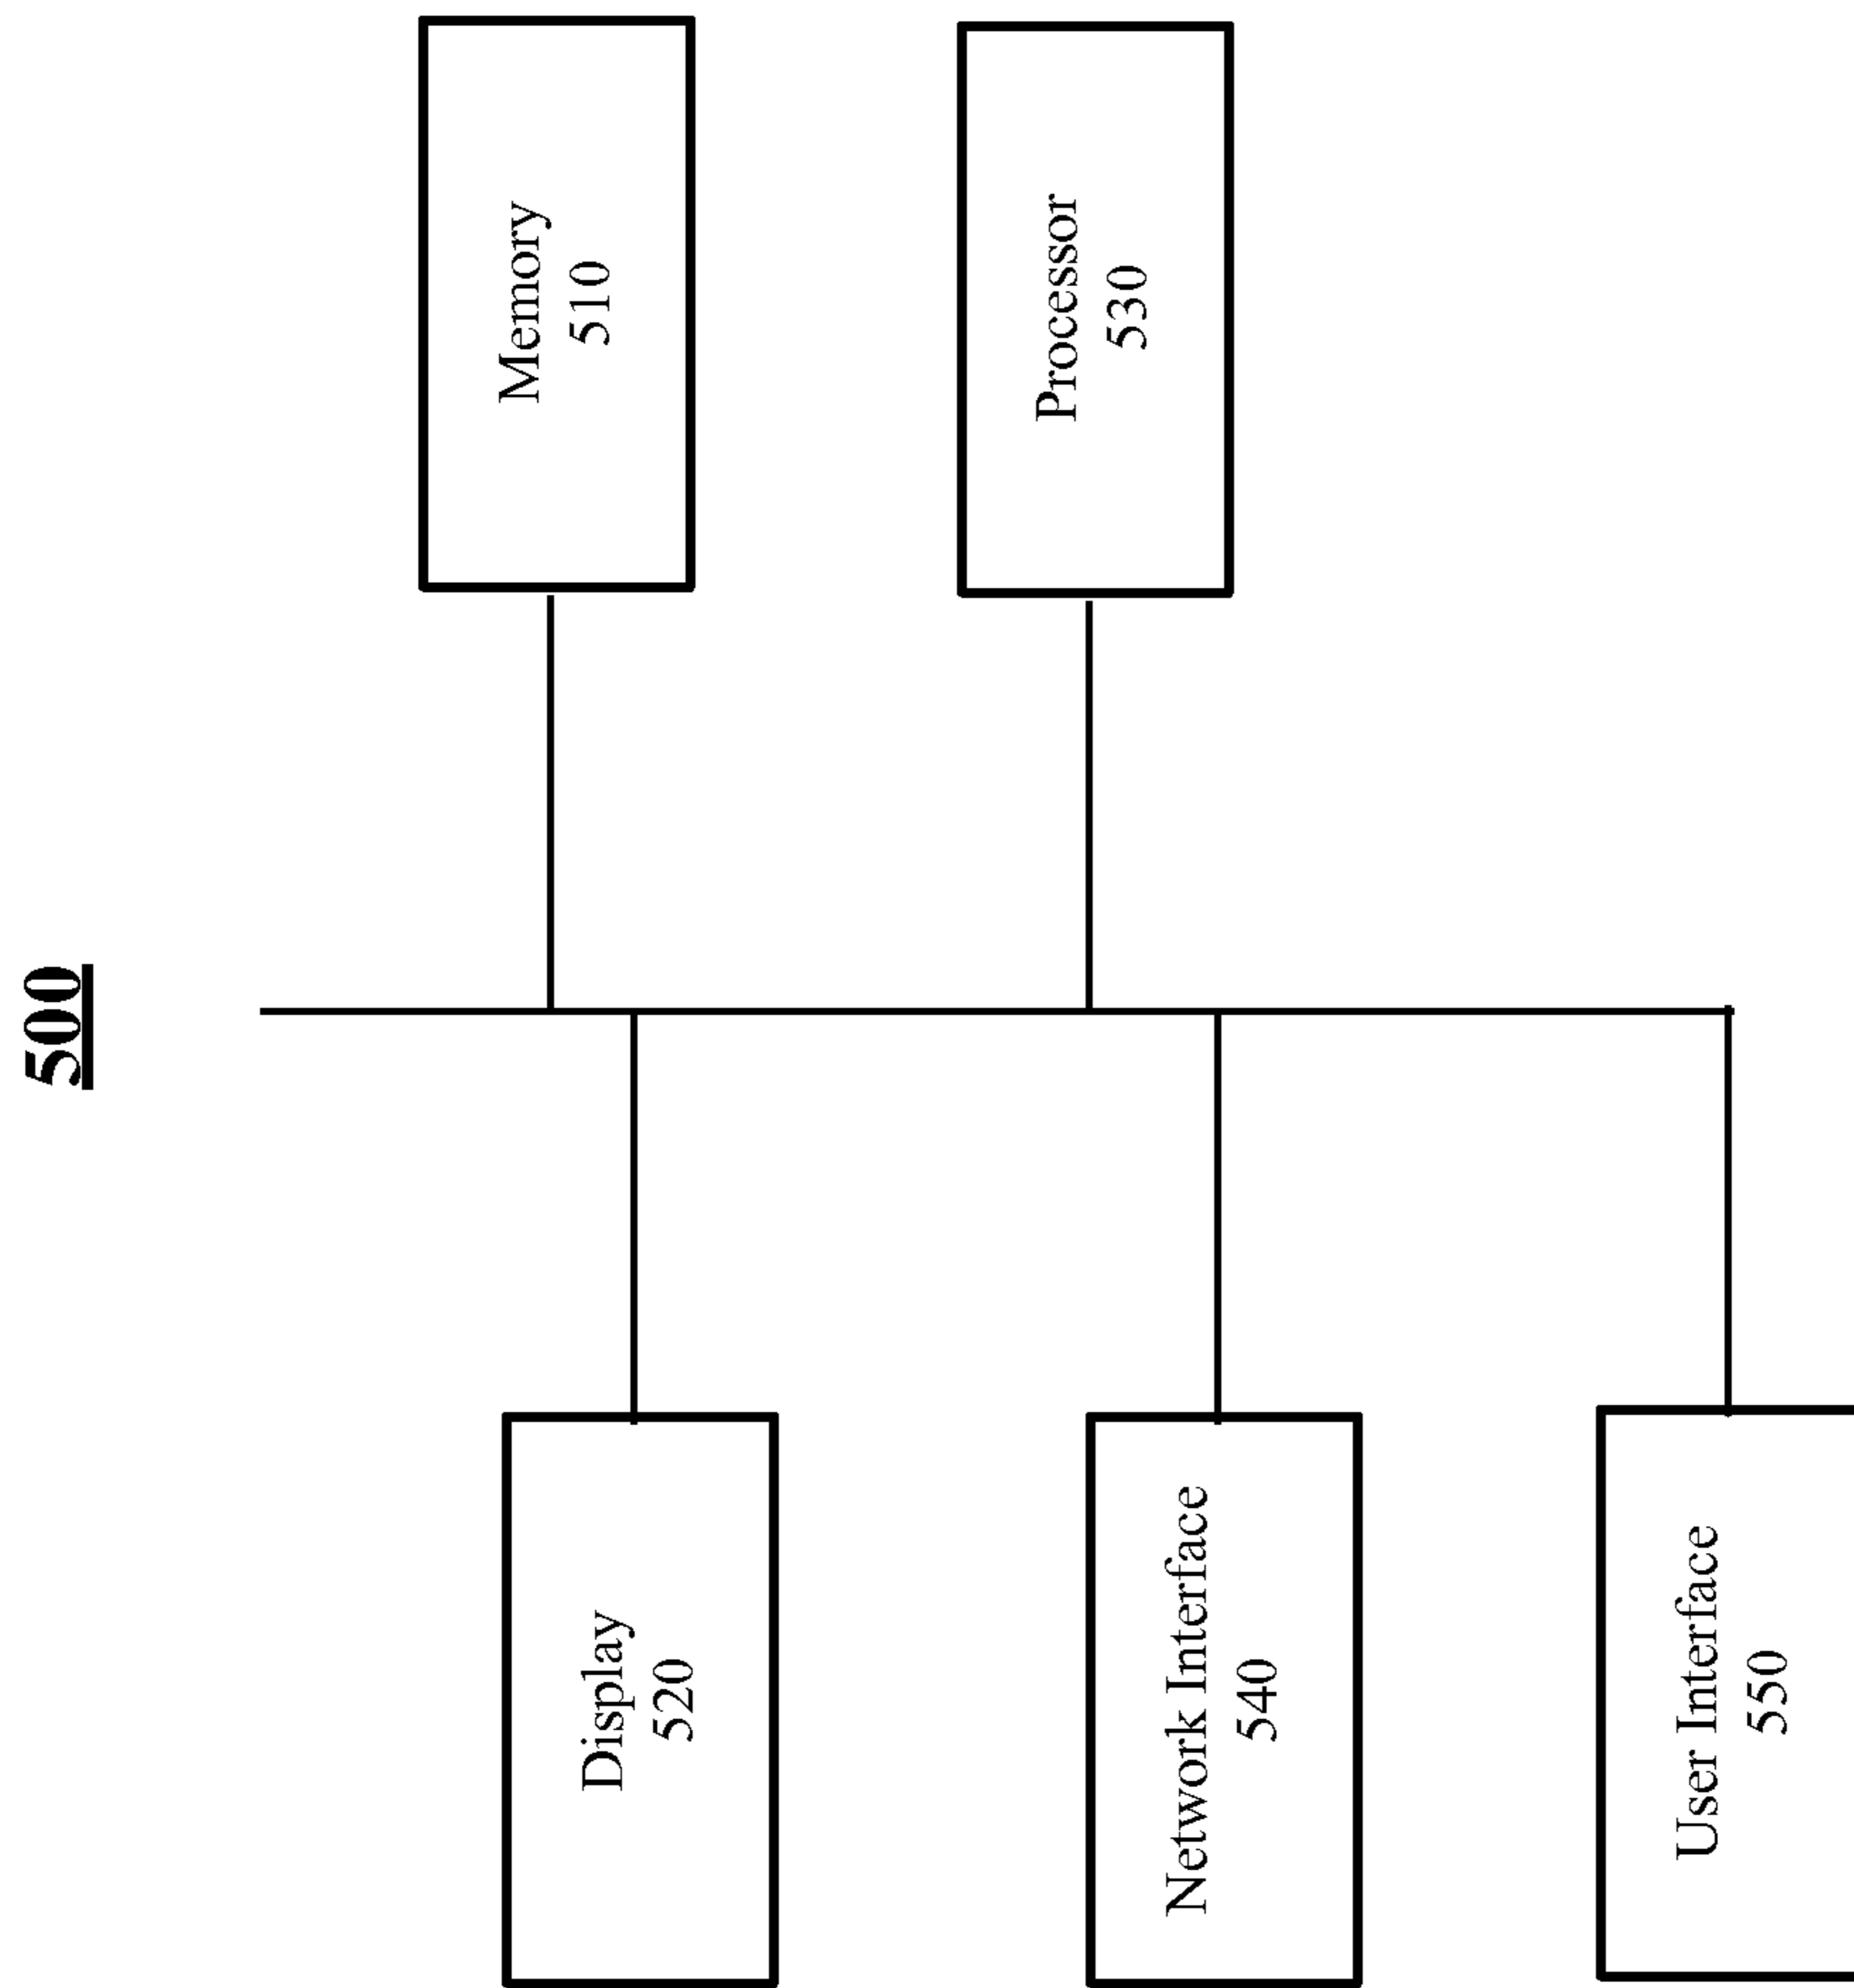 500
Memory
510
Display
520
Processor
530
Network Interface
540
User Interface
550